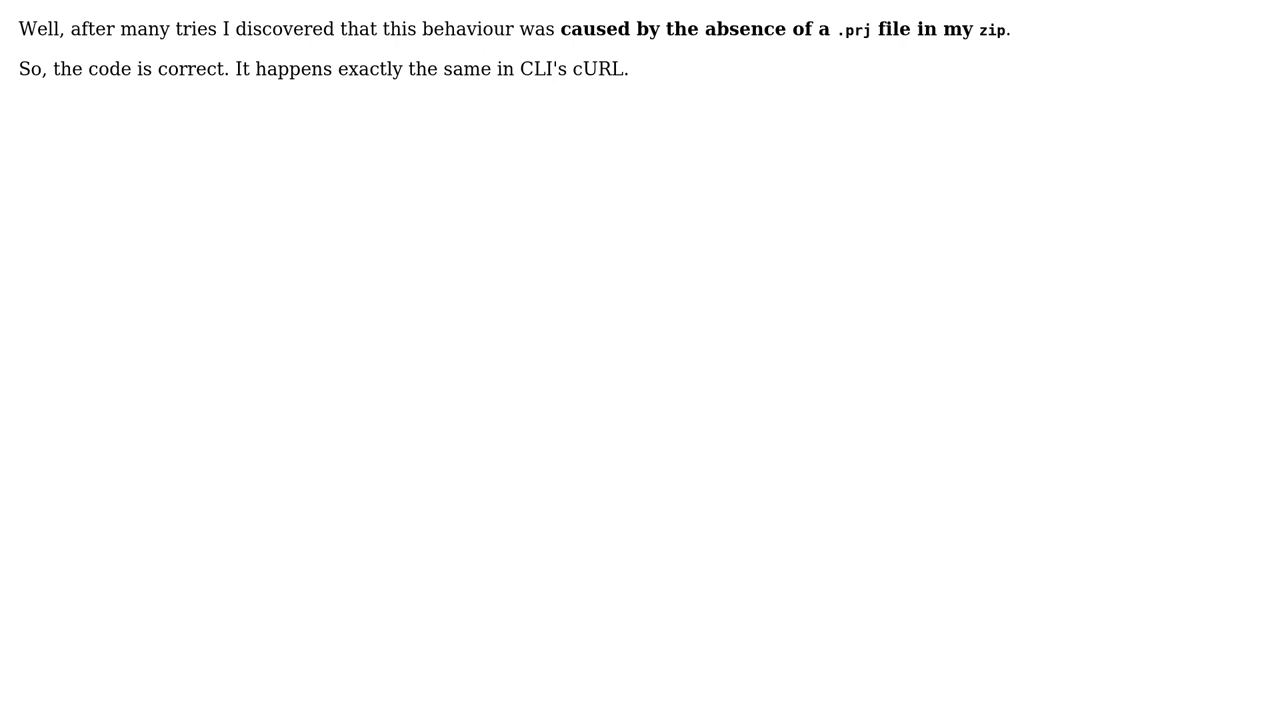 Well, after many tries I discovered that this behaviour was caused by the absence of a .prj file in my zip.
So, the code is correct. It happens exactly the same in CLI's cURL.